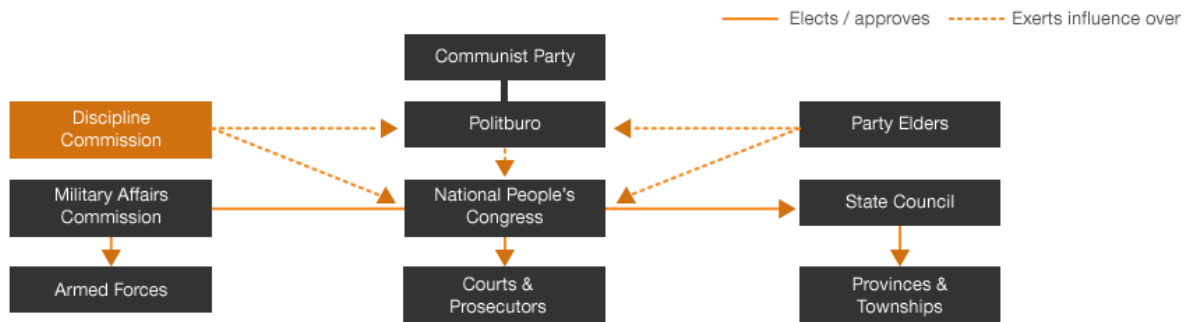 Elects / approves
Exerts influence over
Communist Party
Discipline
Commission
Politburo
Party Elders
Military Affairs
Commission
National People's
Congress
State Council
Armed Forces
Courts &
Prosecutors
Provinces &
Townships